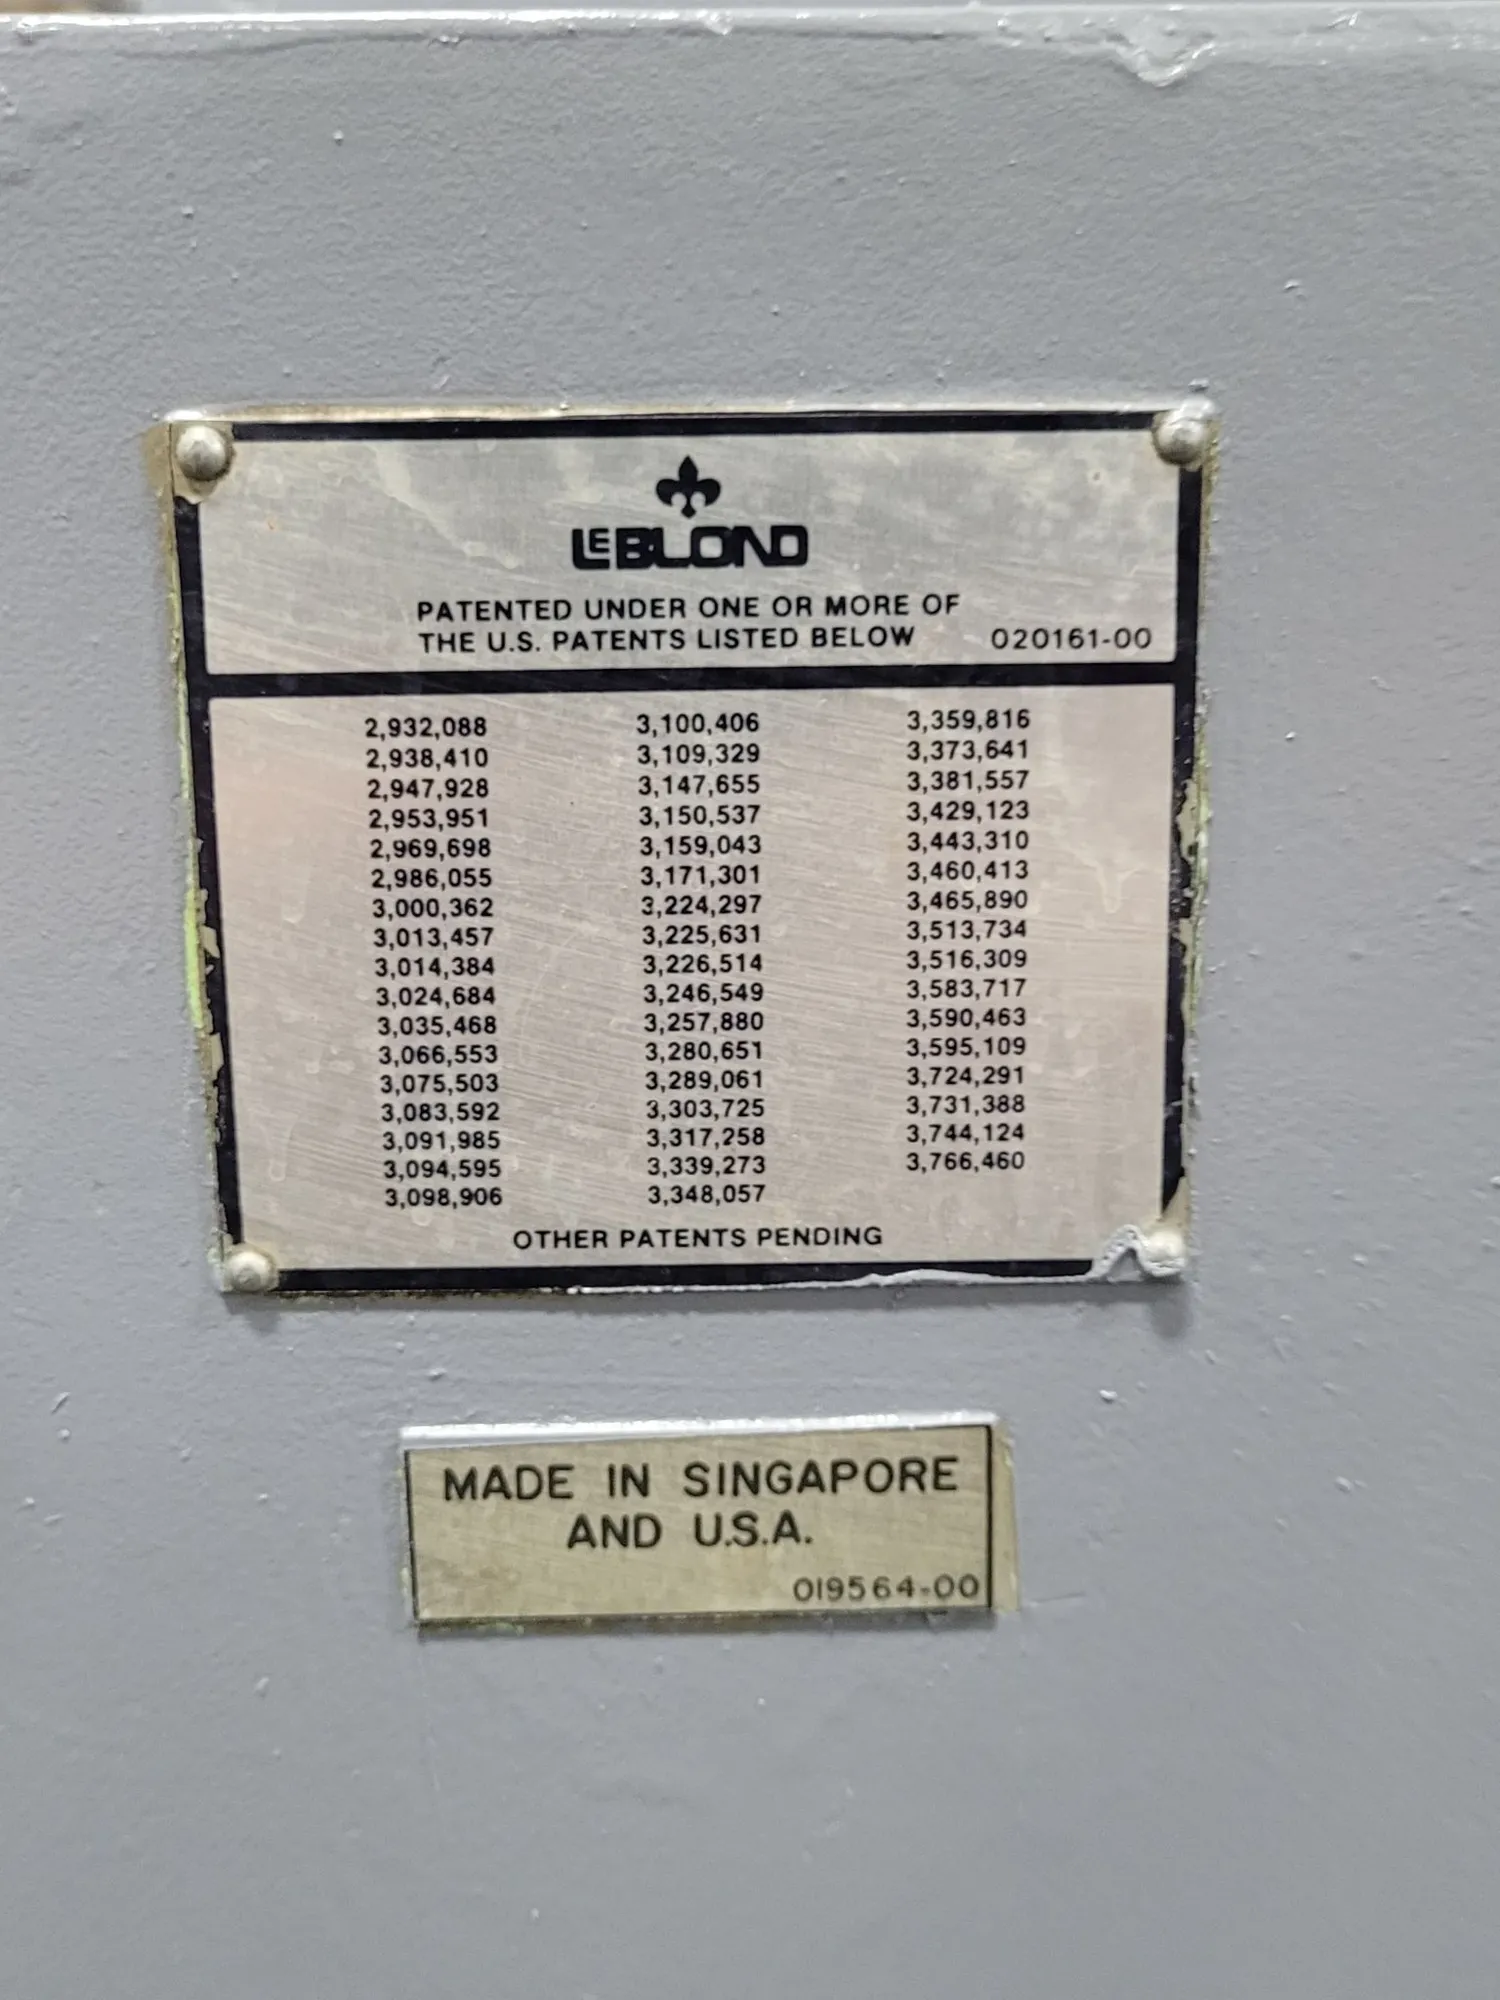 LEBLOND
PATENTED UNDER ONE OR MORE OF
THE U.S. PATENTS LISTED BELOW 020161-00
2,932,088 3,100,406 3,359,816
2,938,410 3,109,329 3,373,641
2,947,928 3,147,655 3,381,557
2,953,951 3,150,537 3,429,123
2,969,698 3,159,043 3,443,310
2,986,055 3,171,301 3,460,413
3,000,362 3,224,297 3,465,890
3,013,457 3,225,631 3,513,734
3,014,384 3,226,514 3,516,309
3,024,684 3,246,549 3,583,717
3,035,468 3,257,880 3,590,463
3,066,553 3,280,651 3,595,109
3,075,503 3,289,061 3,724,291
3,083,592 3,303,725 3,731,388
3,091,985 3,317,258 3,744,124
3,094,595 3,339,273 3,766,460
3,098,906 3,348,057
OTHER PATENTS PENDING
MADE IN SINGAPORE
AND U.S.A.
019564-00